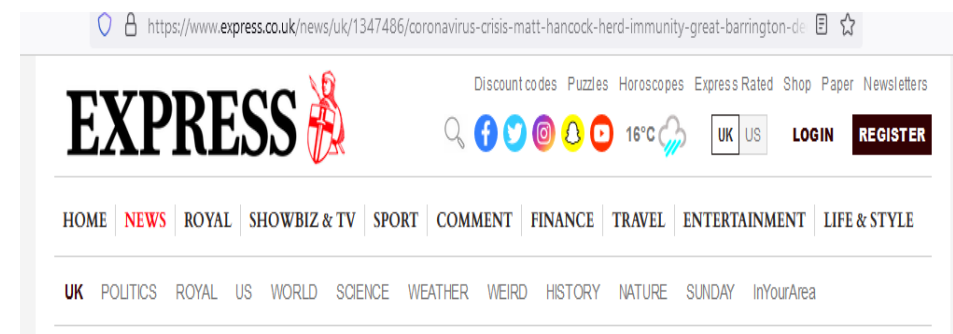 https://www.express.co.uk/news/uk/1347486/coronavirus-crisis-matt-hancock-herd-immunity-great-barrington-de
Discount codes Puzzles Horoscopes Express Rated Shop Paper Newsletters
EXPRESS
16°C UK US LOGIN REGISTER
HOME NEWS ROYAL SHOWBIZ & TV SPORT COMMENT FINANCE TRAVEL ENTERTAINMENT LIFE & STYLE
UK POLITICS ROYAL US WORLD SCIENCE WEATHER WEIRD HISTORY NATURE SUNDAY InYourArea